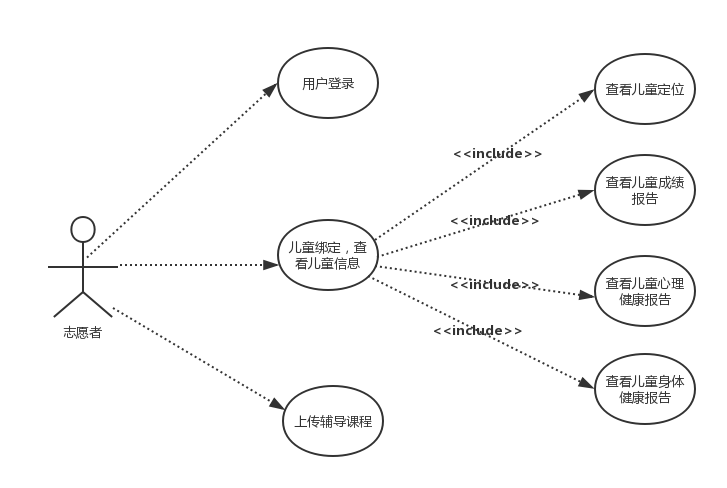 用户登录
查看儿童定位
<<include>>
查看儿童成绩
报告
<<include>>
儿童绑定，查
看儿童信息
<<include>>
查看儿童心理
健康报告
志愿者
<<include>>
查看儿童身体
健康报告
上传辅导课程